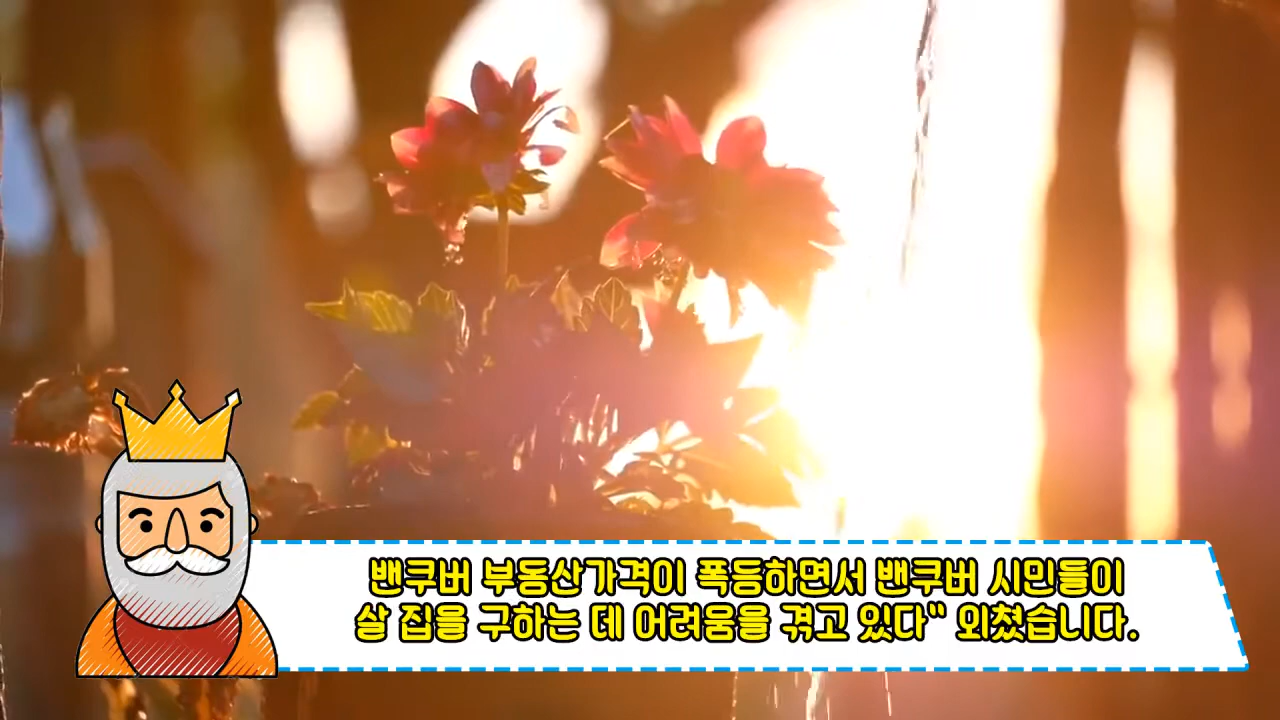 밴쿠버 부동산가격이 폭등하면서 밴쿠버 시민들이
살 집을 구하는 데 어려움을 겪고 있다" 외쳤습니다.